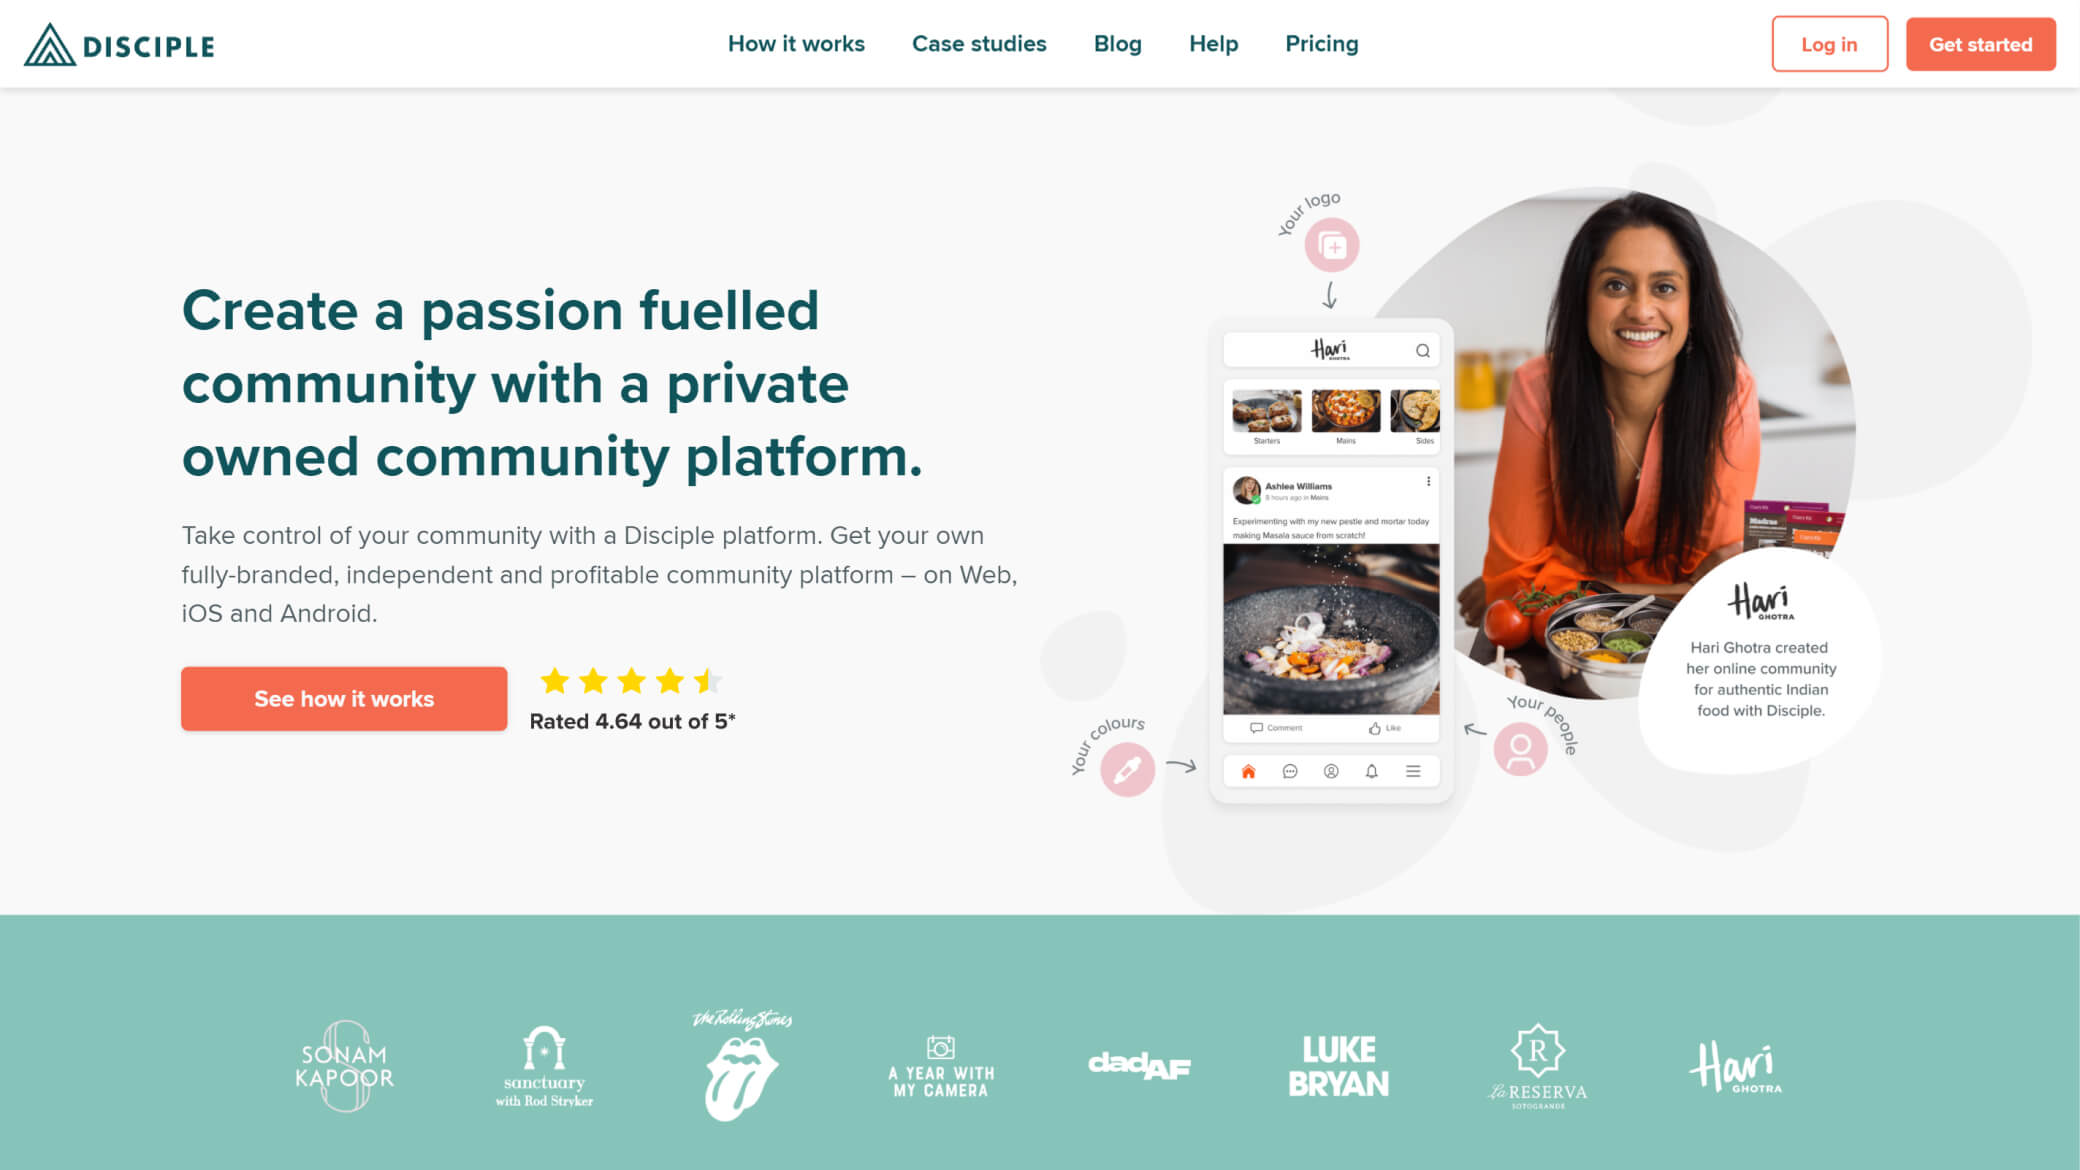 DISCIPLE
How it works
Case studies
Blog
Help
Pricing
Log in
Get started
Create a passion fuelled
community with a private
owned community platform.
Take control of your community with a Disciple platform. Get your own
fully-branded, independent and profitable community platform – on Web,
iOS and Android.
See how it works
Rated 4.64 out of 5*
Your logo
Hari
GHOTRA
Starters
Mains
Sides
Ashlea Williams
8 hours ago in Mains
Experimenting with my new pestle and mortar today
making Masala sauce from scratch!
Comment
Like
Your colours
Your people
Madras
Hari
GHOTRA
Hari Ghotra created
her online community
for authentic Indian
food with Disciple.
S
SONAM
KAPOOR
sanctuary
with Rod Stryker
The Rolling Stones
A YEAR WITH
MY CAMERA
dadAF
LUKE
BRYAN
R
La RESERVA
SOTOGRANDE
Hari
GHOTRA